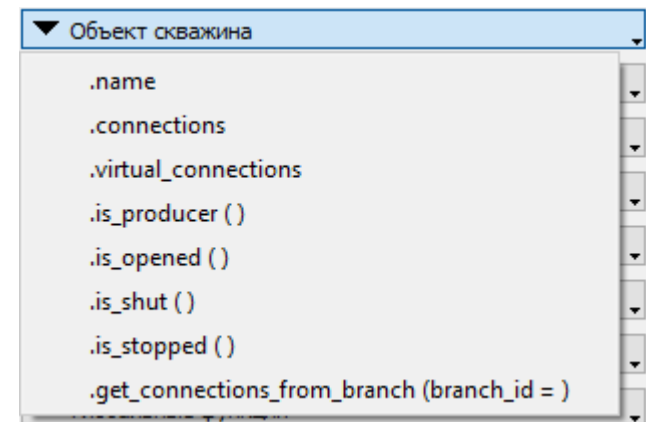 Объект скважина
.name
.connections
.virtual_connections
.is_producer ( )
.is_opened ( )
.is_shut ( )
.is_stopped ( )
.get_connections_from_branch (branch_id = )